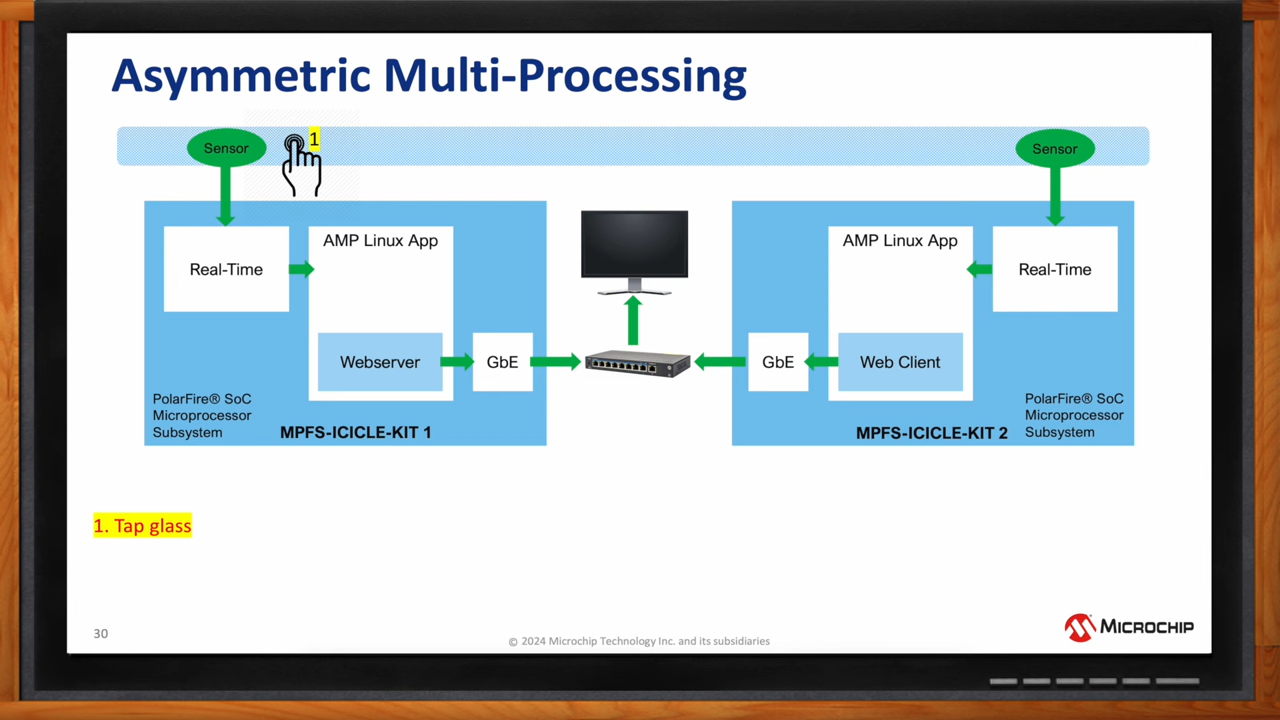 Asymmetric Multi-Processing
Sensor
1
Sensor
Real-Time
AMP Linux App
Webserver
GbE
PolarFire® SoC
Microprocessor
Subsystem
MPFS-ICICLE-KIT 1
AMP Linux App
Real-Time
GbE
Web Client
MPFS-ICICLE-KIT 2
PolarFire® SoC
Microprocessor
Subsystem
1. Tap glass
30
© 2024 Microchip Technology Inc. and its subsidiaries
MICROCHIP